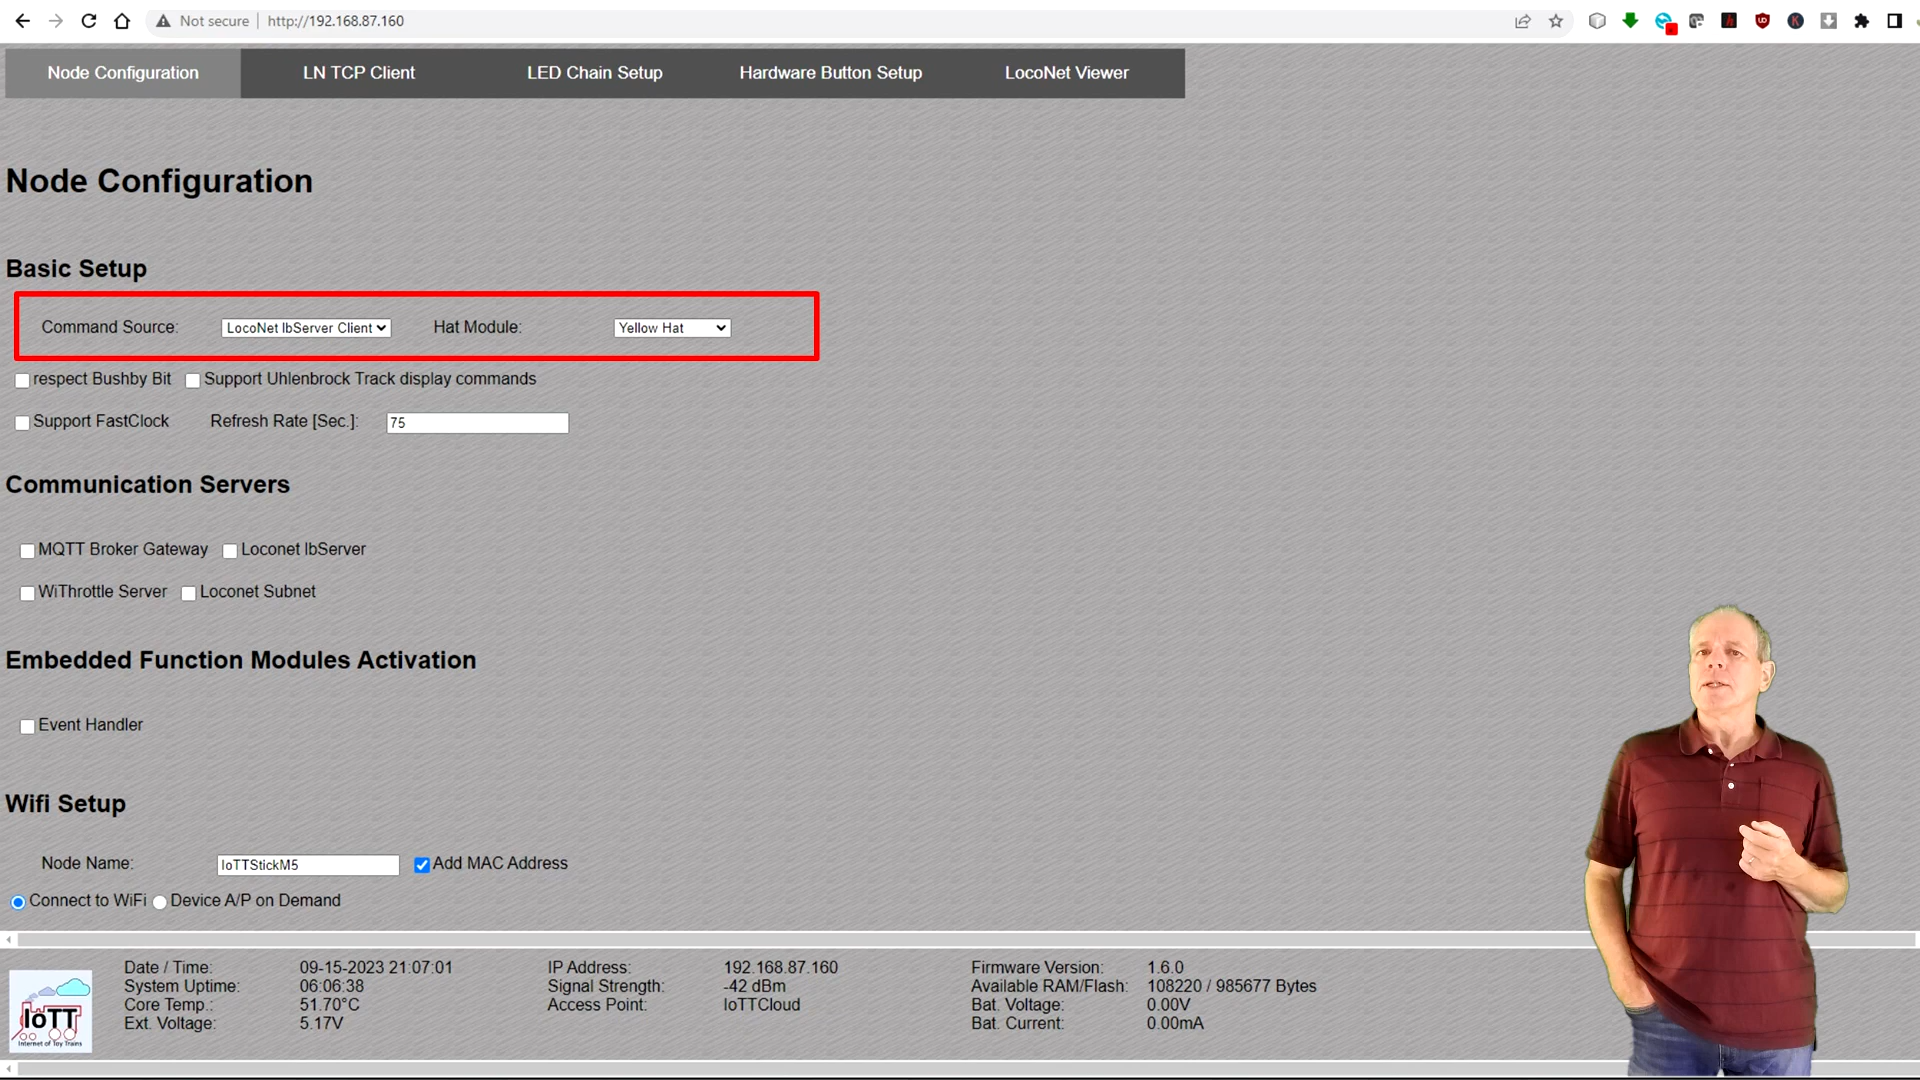 Not secure | http://192.168.87.160
Node Configuration LN TCP Client LED Chain Setup Hardware Button Setup LocoNet Viewer
Node Configuration
Basic Setup
Command Source: LocoNet lbServer Client Hat Module: Yellow Hat
respect Bushby Bit Support Uhlenbrock Track display commands
Support FastClock Refresh Rate [Sec.]: 75
Communication Servers
MQTT Broker Gateway Loconet lbServer
WiThrottle Server Loconet Subnet
Embedded Function Modules Activation
Event Handler
Wifi Setup
Node Name: IoTTStickM5 Add MAC Address
Connect to WiFi Device A/P on Demand
Date / Time: 09-15-2023 21:07:01 IP Address: 192.168.87.160 Firmware Version: 1.6.0
System Uptime: 06:06:38 Signal Strength: -42 dBm Available RAM/Flash: 108220 / 985677 Bytes
Core Temp.: 51.70°C Access Point: IoTTCloud Bat. Voltage: 0.00V
Ext. Voltage: 5.17V Bat. Current: 0.00mA
IoTT
Internet of Toy Trains